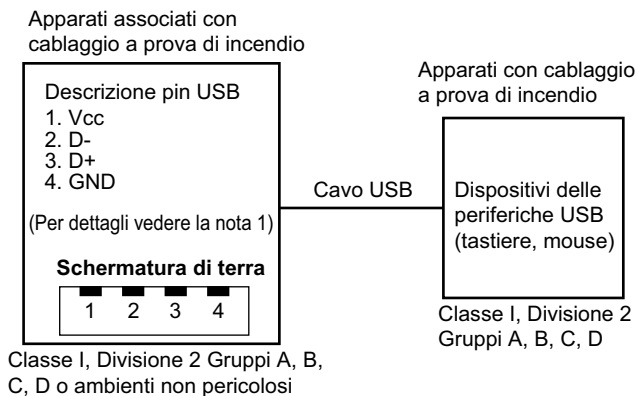 Apparati associati con
cablaggio a prova di incendio
Descrizione pin USB
1. Vcc
2. D-
3. D+
4. GND
(Per dettagli vedere la nota 1)
Schermatura di terra
1 2 3 4
Classe I, Divisione 2 Gruppi A, B,
C, D o ambienti non pericolosi
Cavo USB
Apparati con cablaggio
a prova di incendio
Dispositivi delle
periferiche USB
(tastiere, mouse)
Classe I, Divisione 2
Gruppi A, B, C, D